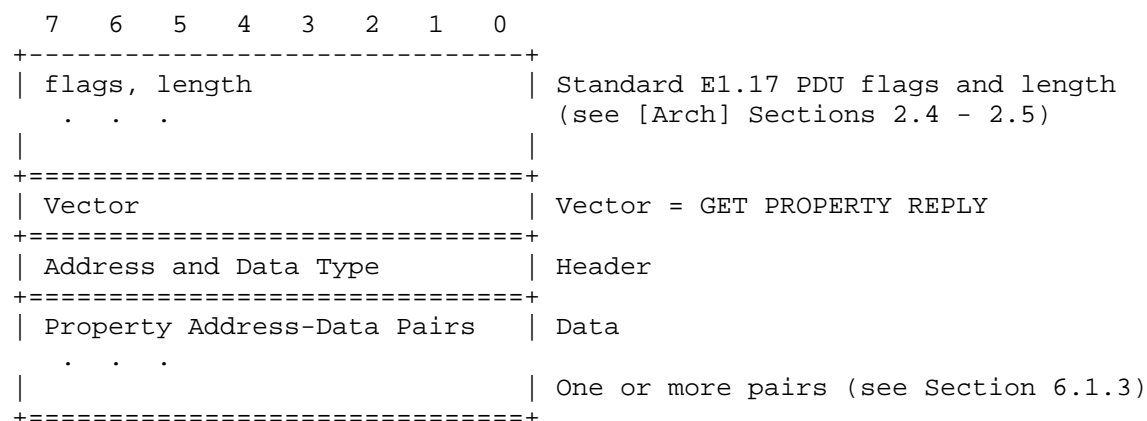 7 6 5 4 3 2 1 0
+-------------------------------+
| flags, length | Standard E1.17 PDU flags and length
. . . (see [Arch] Sections 2.4 - 2.5)
| |
+===============================+
| Vector | Vector = GET PROPERTY REPLY
+===============================+
| Address and Data Type | Header
+===============================+
| Property Address-Data Pairs | Data
. . .
| | One or more pairs (see Section 6.1.3)
+===============================+